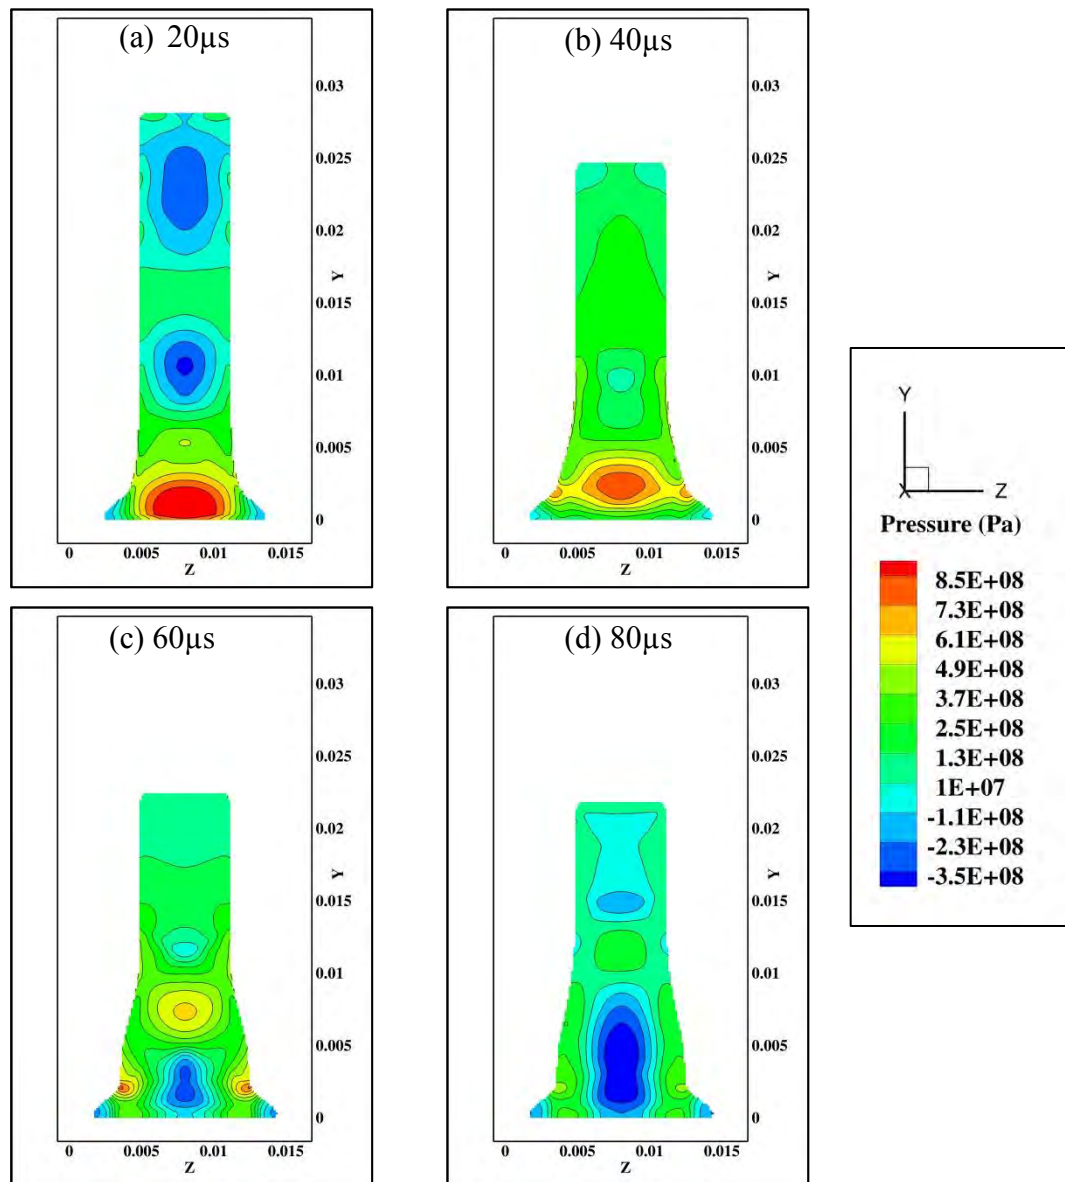 (a) 20μs
0.03
0.025
0.02
Y
0.015
0.01
0.005
0
0 0.005 0.01 0.015
Z
(b) 40μs
0.03
0.025
0.02
Y
0.015
0.01
0.005
0
0 0.005 0.01 0.015
Z
(c) 60μs
0.03
0.025
0.02
Y
0.015
0.01
0.005
0
0 0.005 0.01 0.015
Z
(d) 80μs
0.03
0.025
0.02
Y
0.015
0.01
0.005
0
0 0.005 0.01 0.015
Z
Y
X Z
Pressure (Pa)
8.5E+08
7.3E+08
6.1E+08
4.9E+08
3.7E+08
2.5E+08
1.3E+08
1E+07
-1.1E+08
-2.3E+08
-3.5E+08